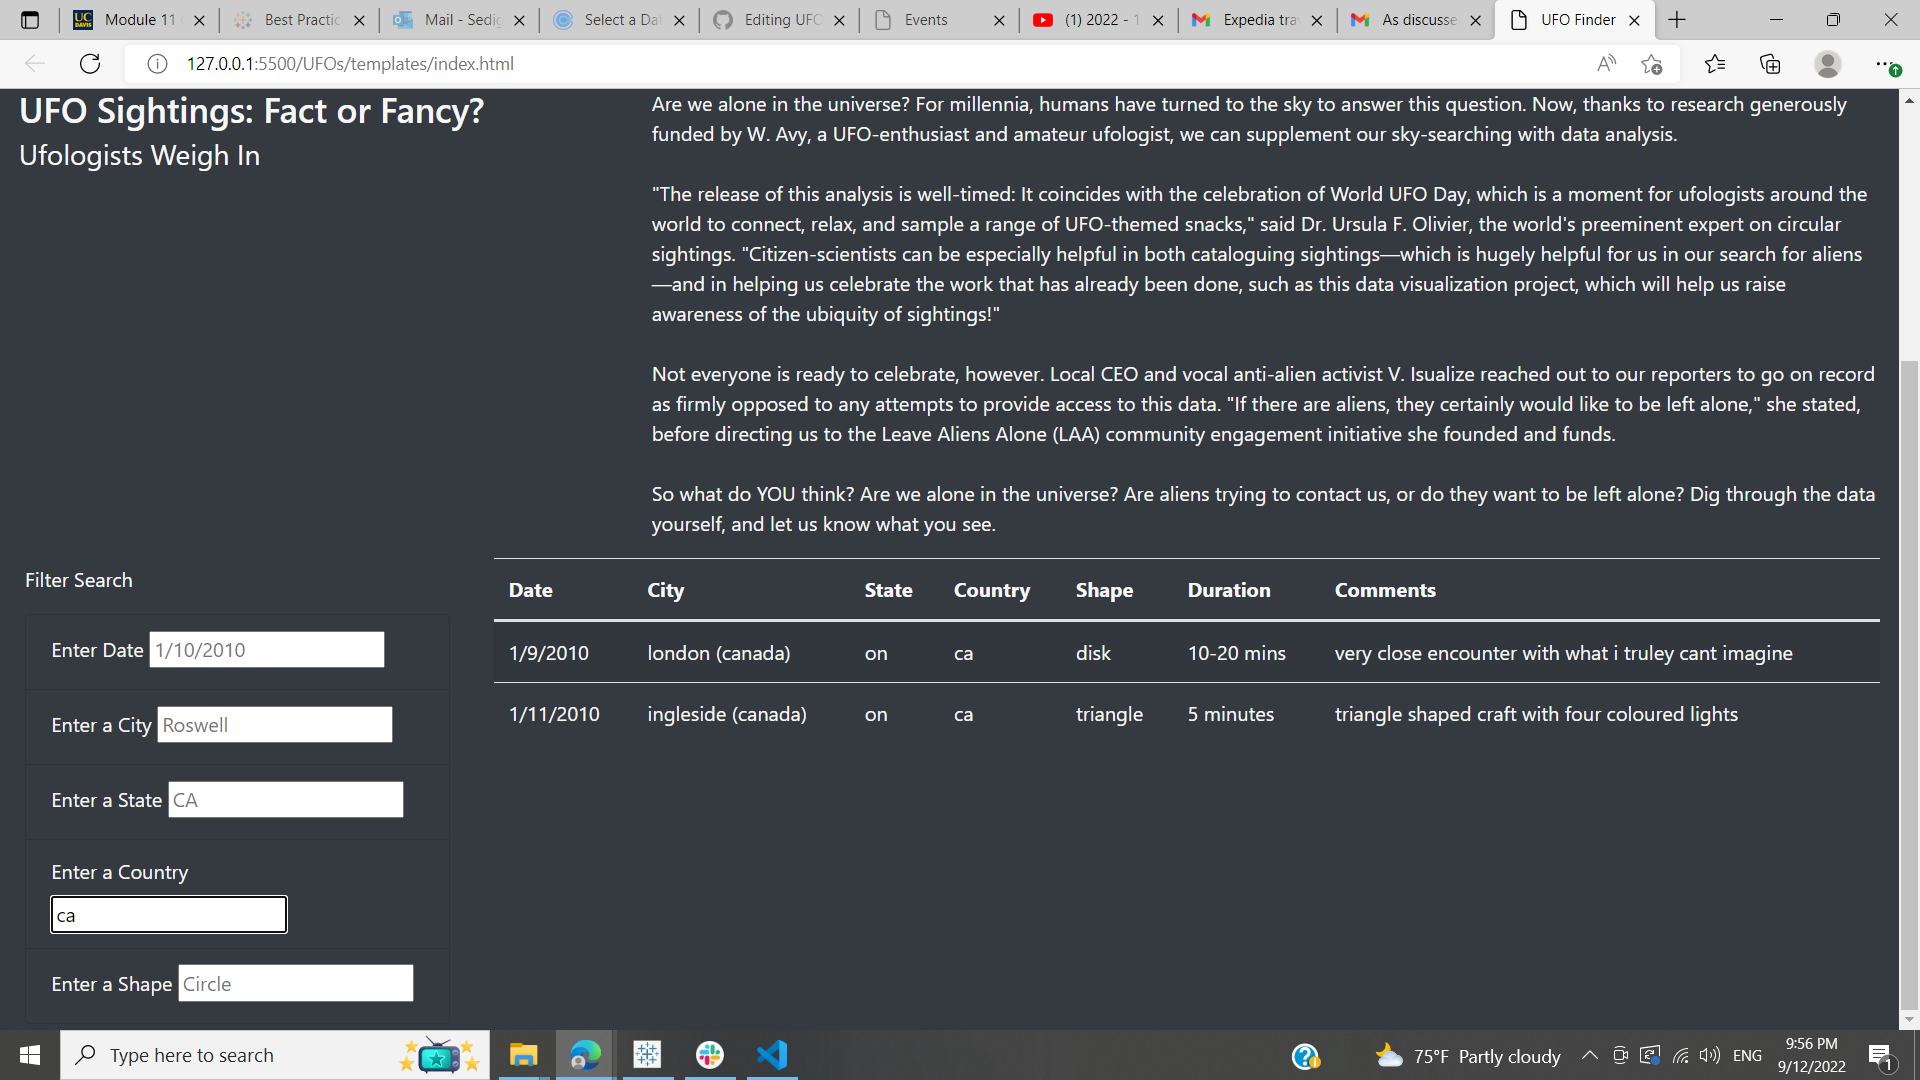 Module 11
Best Practic
Mail - Sedig
Select a Dat
Editing UFO
Events
(1) 2022 - 1
Expedia trav
As discusse
UFO Finder
127.0.0.1:5500/UFOs/templates/index.html
UFO Sightings: Fact or Fancy?
Ufologists Weigh In
Are we alone in the universe? For millennia, humans have turned to the sky to answer this question. Now, thanks to research generously
funded by W. Avy, a UFO-enthusiast and amateur ufologist, we can supplement our sky-searching with data analysis.
"The release of this analysis is well-timed: It coincides with the celebration of World UFO Day, which is a moment for ufologists around the
world to connect, relax, and sample a range of UFO-themed snacks," said Dr. Ursula F. Olivier, the world's preeminent expert on circular
sightings. "Citizen-scientists can be especially helpful in both cataloguing sightings—which is hugely helpful for us in our search for aliens
—and in helping us celebrate the work that has already been done, such as this data visualization project, which will help us raise
awareness of the ubiquity of sightings!"
Not everyone is ready to celebrate, however. Local CEO and vocal anti-alien activist V. Isualize reached out to our reporters to go on record
as firmly opposed to any attempts to provide access to this data. "If there are aliens, they certainly would like to be left alone," she stated,
before directing us to the Leave Aliens Alone (LAA) community engagement initiative she founded and funds.
So what do YOU think? Are we alone in the universe? Are aliens trying to contact us, or do they want to be left alone? Dig through the data
yourself, and let us know what you see.
Filter Search
Enter Date 1/10/2010
Enter a City Roswell
Enter a State CA
Enter a Country
ca
Enter a Shape Circle
Date City State Country Shape Duration Comments
1/9/2010 london (canada) on ca disk 10-20 mins very close encounter with what i truley cant imagine
1/11/2010 ingleside (canada) on ca triangle 5 minutes triangle shaped craft with four coloured lights
Type here to search
75°F Partly cloudy
ENG
9:56 PM
9/12/2022
1